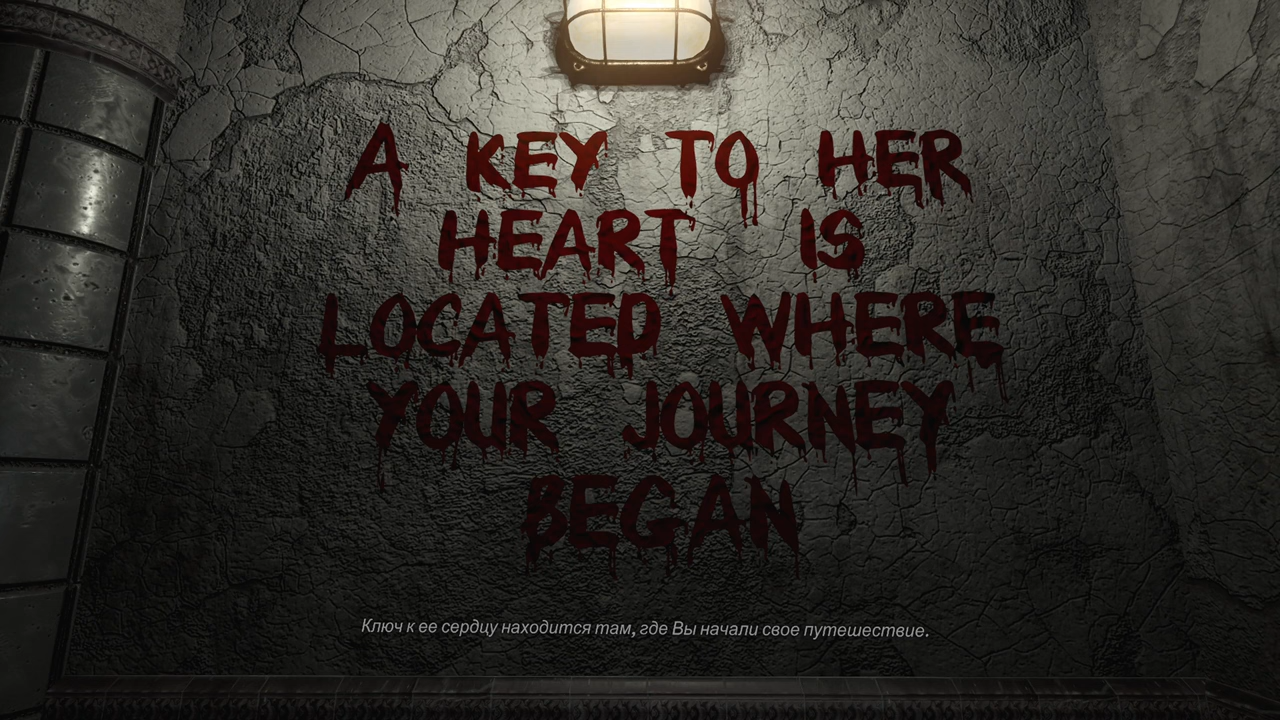 A KEY TO HER
HEART IS
LOCATED WHERE
YOUR JOURNEY
BEGAN
Ключ к ее сердцу находится там, где Вы начали свое путешествие.